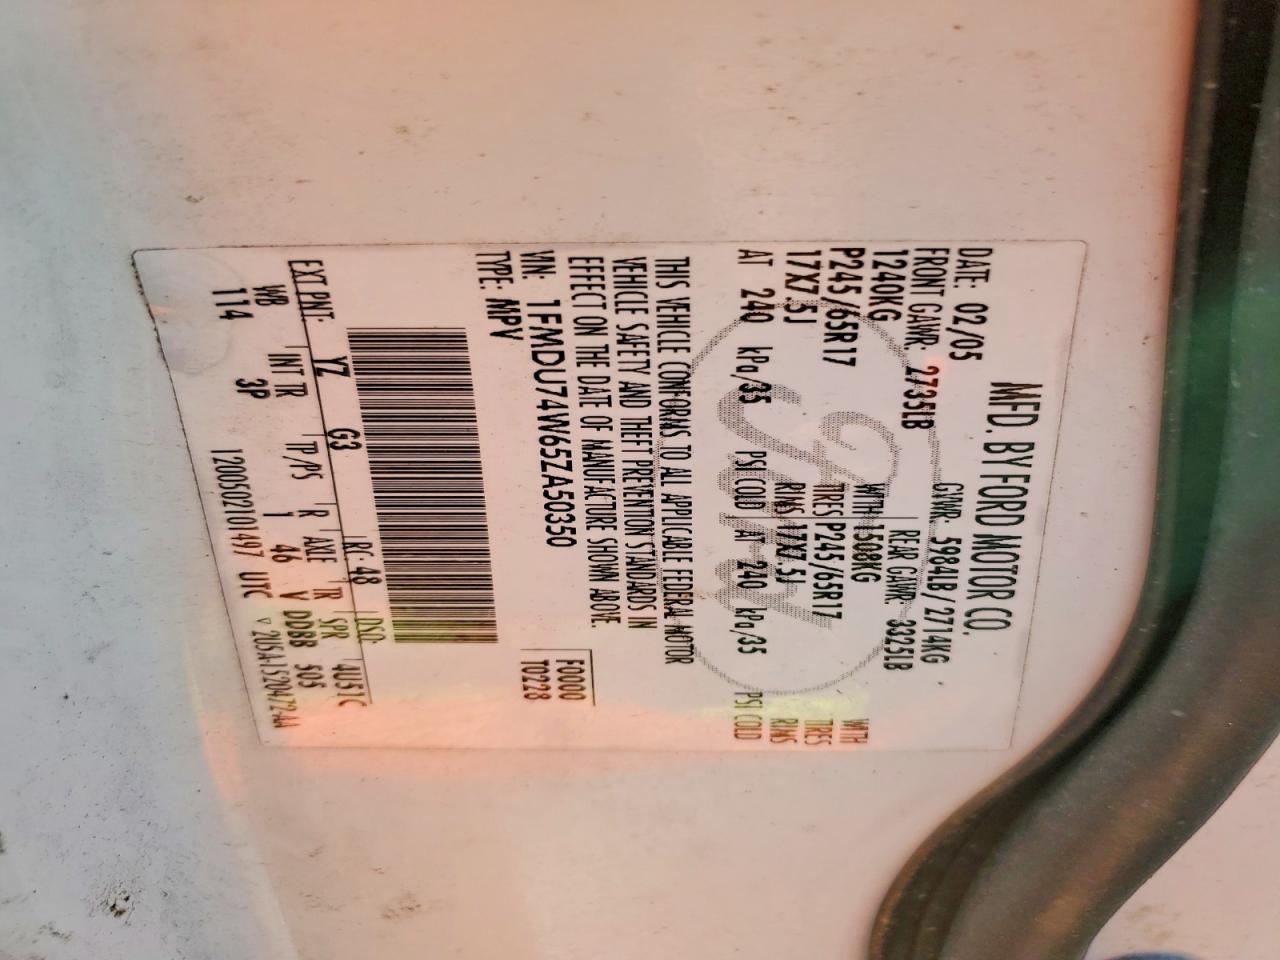 MFD. BY FORD MOTOR CO.
DATE: 02/05 GVWR: 5984LB / 2714KG
FRONT GAWR: 2735LB REAR GAWR: 3325LB
1240KG WITH 1508KG WITH
P245/65R17 TIRES P245/65R17 TIRES
17X7.5J RIMS 17X7.5J RIMS
AT 240 kPa/35 PSI COLD AT 240 kPa/35 PSI COLD
THIS VEHICLE CONFORMS TO ALL APPLICABLE FEDERAL MOTOR
VEHICLE SAFETY AND THEFT PREVENTION STANDARDS IN
EFFECT ON THE DATE OF MANUFACTURE SHOWN ABOVE.
VIN: 1FMDU74W65ZA50350 F0000
TYPE: MPV T0228
EXT PNT: YZ G3 RC: 48 DSO:
WB INT TR TP/PS R AXLE TR SPR 4U51C
114 3P 1 46 V DDBB 505
1200502101497 UTC